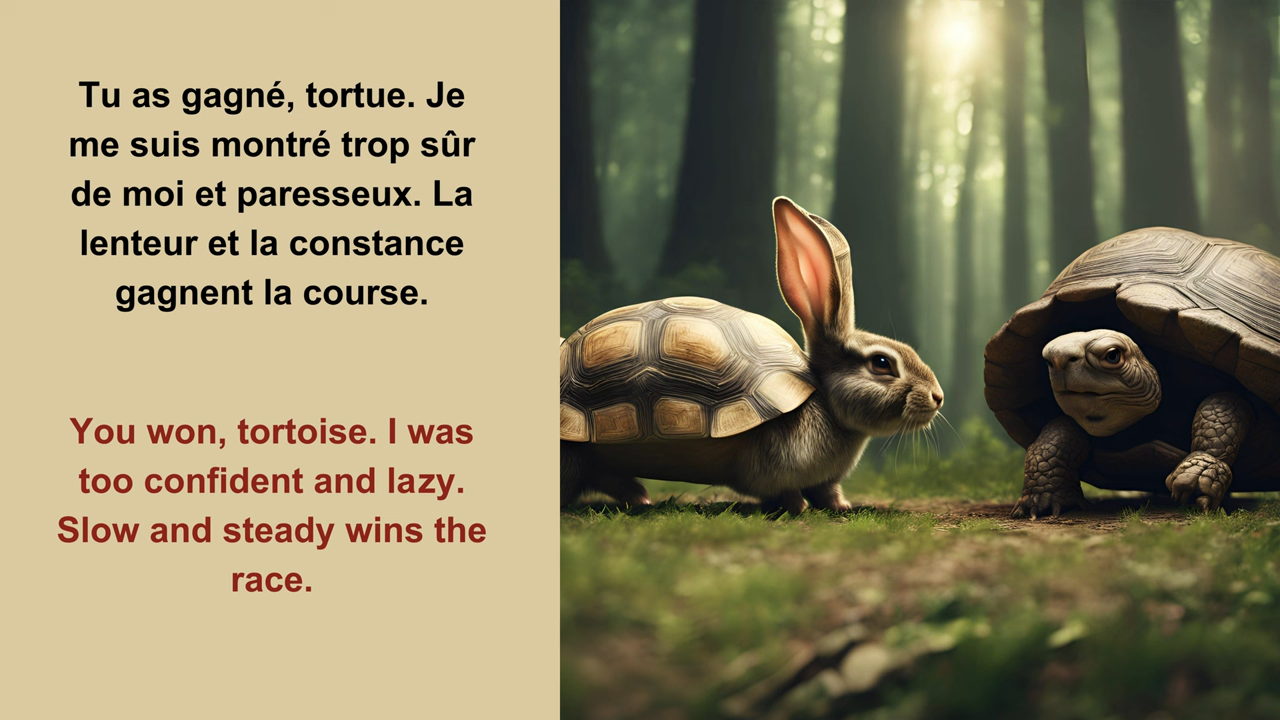 Tu as gagné, tortue. Je
me suis montré trop sûr
de moi et paresseux. La
lenteur et la constance
gagnent la course.
You won, tortoise. I was
too confident and lazy.
Slow and steady wins the
race.